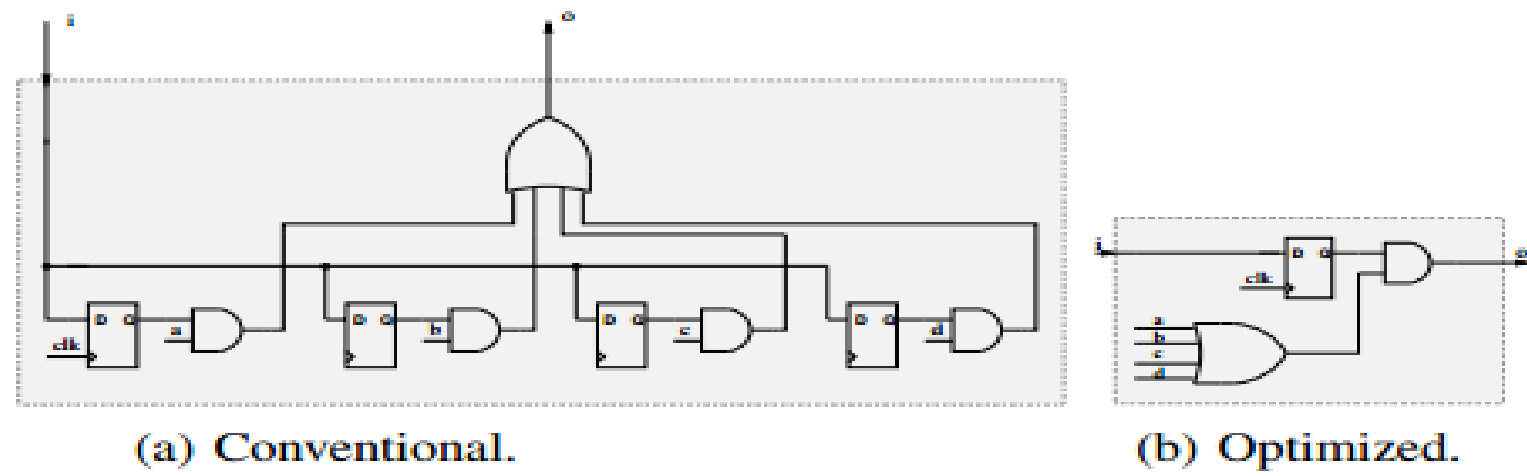 i
o
D Q
a
clk
D Q
b
D Q
c
D Q
d
(a) Conventional.
i
D Q
clk
o
a
b
c
d
(b) Optimized.